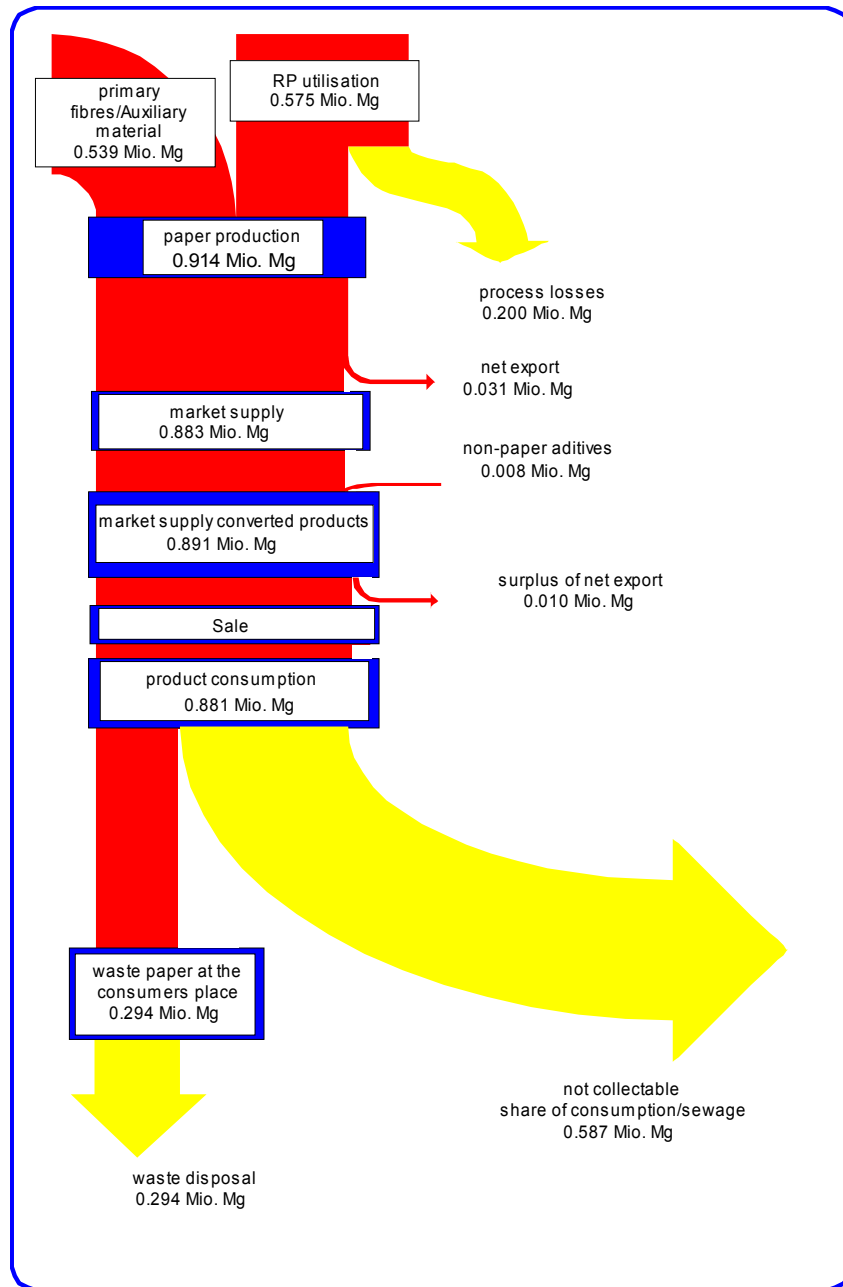 primary
fibres/Auxiliary
material
0.539 Mio. Mg
RP utilisation
0.575 Mio. Mg
paper production
0.914 Mio. Mg
process losses
0.200 Mio. Mg
net export
0.031 Mio. Mg
market supply
0.883 Mio. Mg
non-paper aditives
0.008 Mio. Mg
market supply converted products
0.891 Mio. Mg
surplus of net export
0.010 Mio. Mg
Sale
product consumption
0.881 Mio. Mg
waste paper at the
consumers place
0.294 Mio. Mg
not collectable
share of consumption/sewage
0.587 Mio. Mg
waste disposal
0.294 Mio. Mg